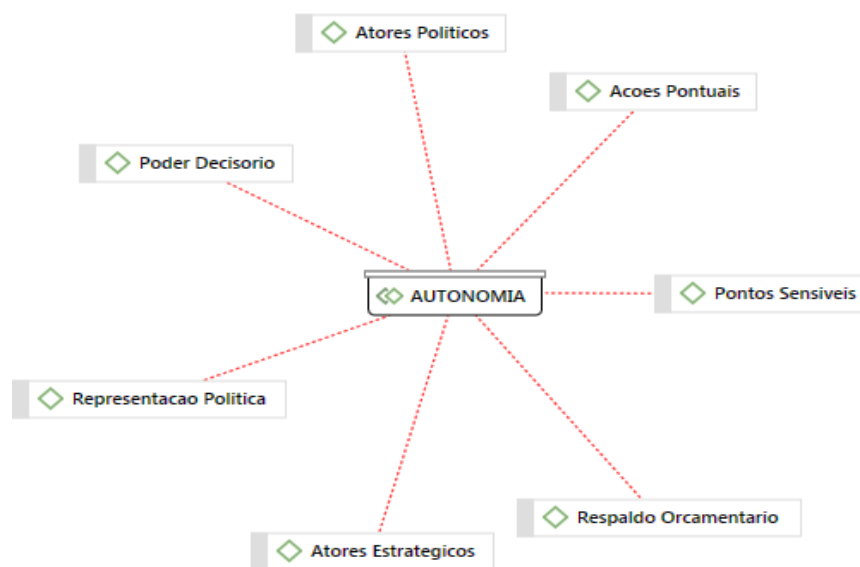 Atores Politicos
Acoes Pontuais
Poder Decisorio
AUTONOMIA
Pontos Sensiveis
Representacao Politica
Respaldo Orcamentario
Atores Estrategicos